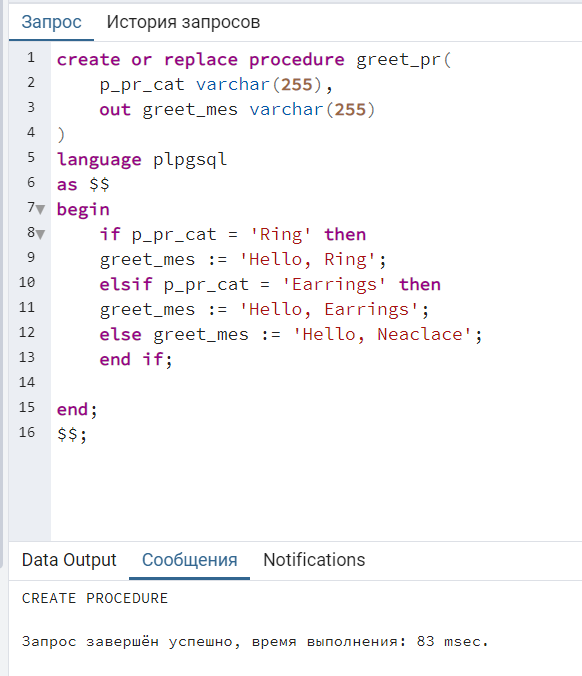 Запрос История запросов
1 create or replace procedure greet_pr(
2 p_pr_cat varchar(255),
3 out greet_mes varchar(255)
4 )
5 language plpgsql
6 as $$
7 begin
8 if p_pr_cat = 'Ring' then
9 greet_mes := 'Hello, Ring';
10 elsif p_pr_cat = 'Earrings' then
11 greet_mes := 'Hello, Earrings';
12 else greet_mes := 'Hello, Neaclace';
13 end if;
14
15 end;
16 $$;
Data Output Сообщения Notifications
CREATE PROCEDURE
Запрос завершён успешно, время выполнения: 83 msec.